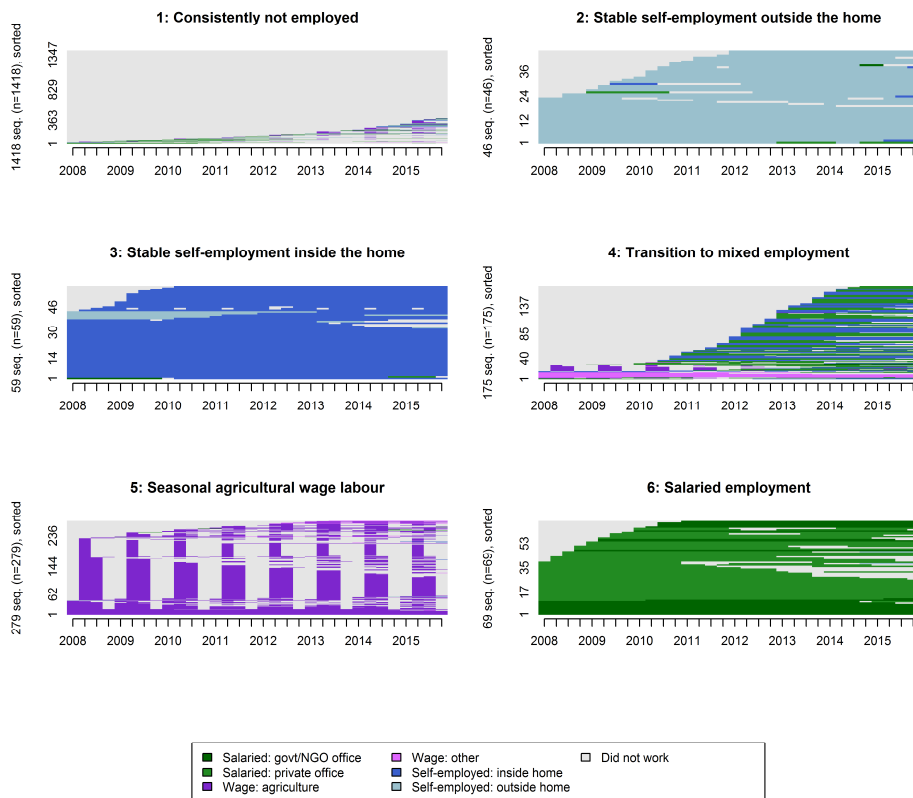 1: Consistently not employed
1418 seq. (n=1418), sorted
1 363 829 1347
2008 2009 2010 2011 2012 2013 2014 2015
2: Stable self-employment outside the home
46 seq. (n=46), sorted
1 12 24 36
2008 2009 2010 2011 2012 2013 2014 2015
3: Stable self-employment inside the home
59 seq. (n=59), sorted
1 14 30 46
2008 2009 2010 2011 2012 2013 2014 2015
4: Transition to mixed employment
175 seq. (n=175), sorted
1 40 85 137
2008 2009 2010 2011 2012 2013 2014 2015
5: Seasonal agricultural wage labour
279 seq. (n=279), sorted
1 62 144 236
2008 2009 2010 2011 2012 2013 2014 2015
6: Salaried employment
69 seq. (n=69), sorted
1 17 35 53
2008 2009 2010 2011 2012 2013 2014 2015
Salaried: govt/NGO office
Salaried: private office
Wage: agriculture
Wage: other
Self-employed: inside home
Self-employed: outside home
Did not work